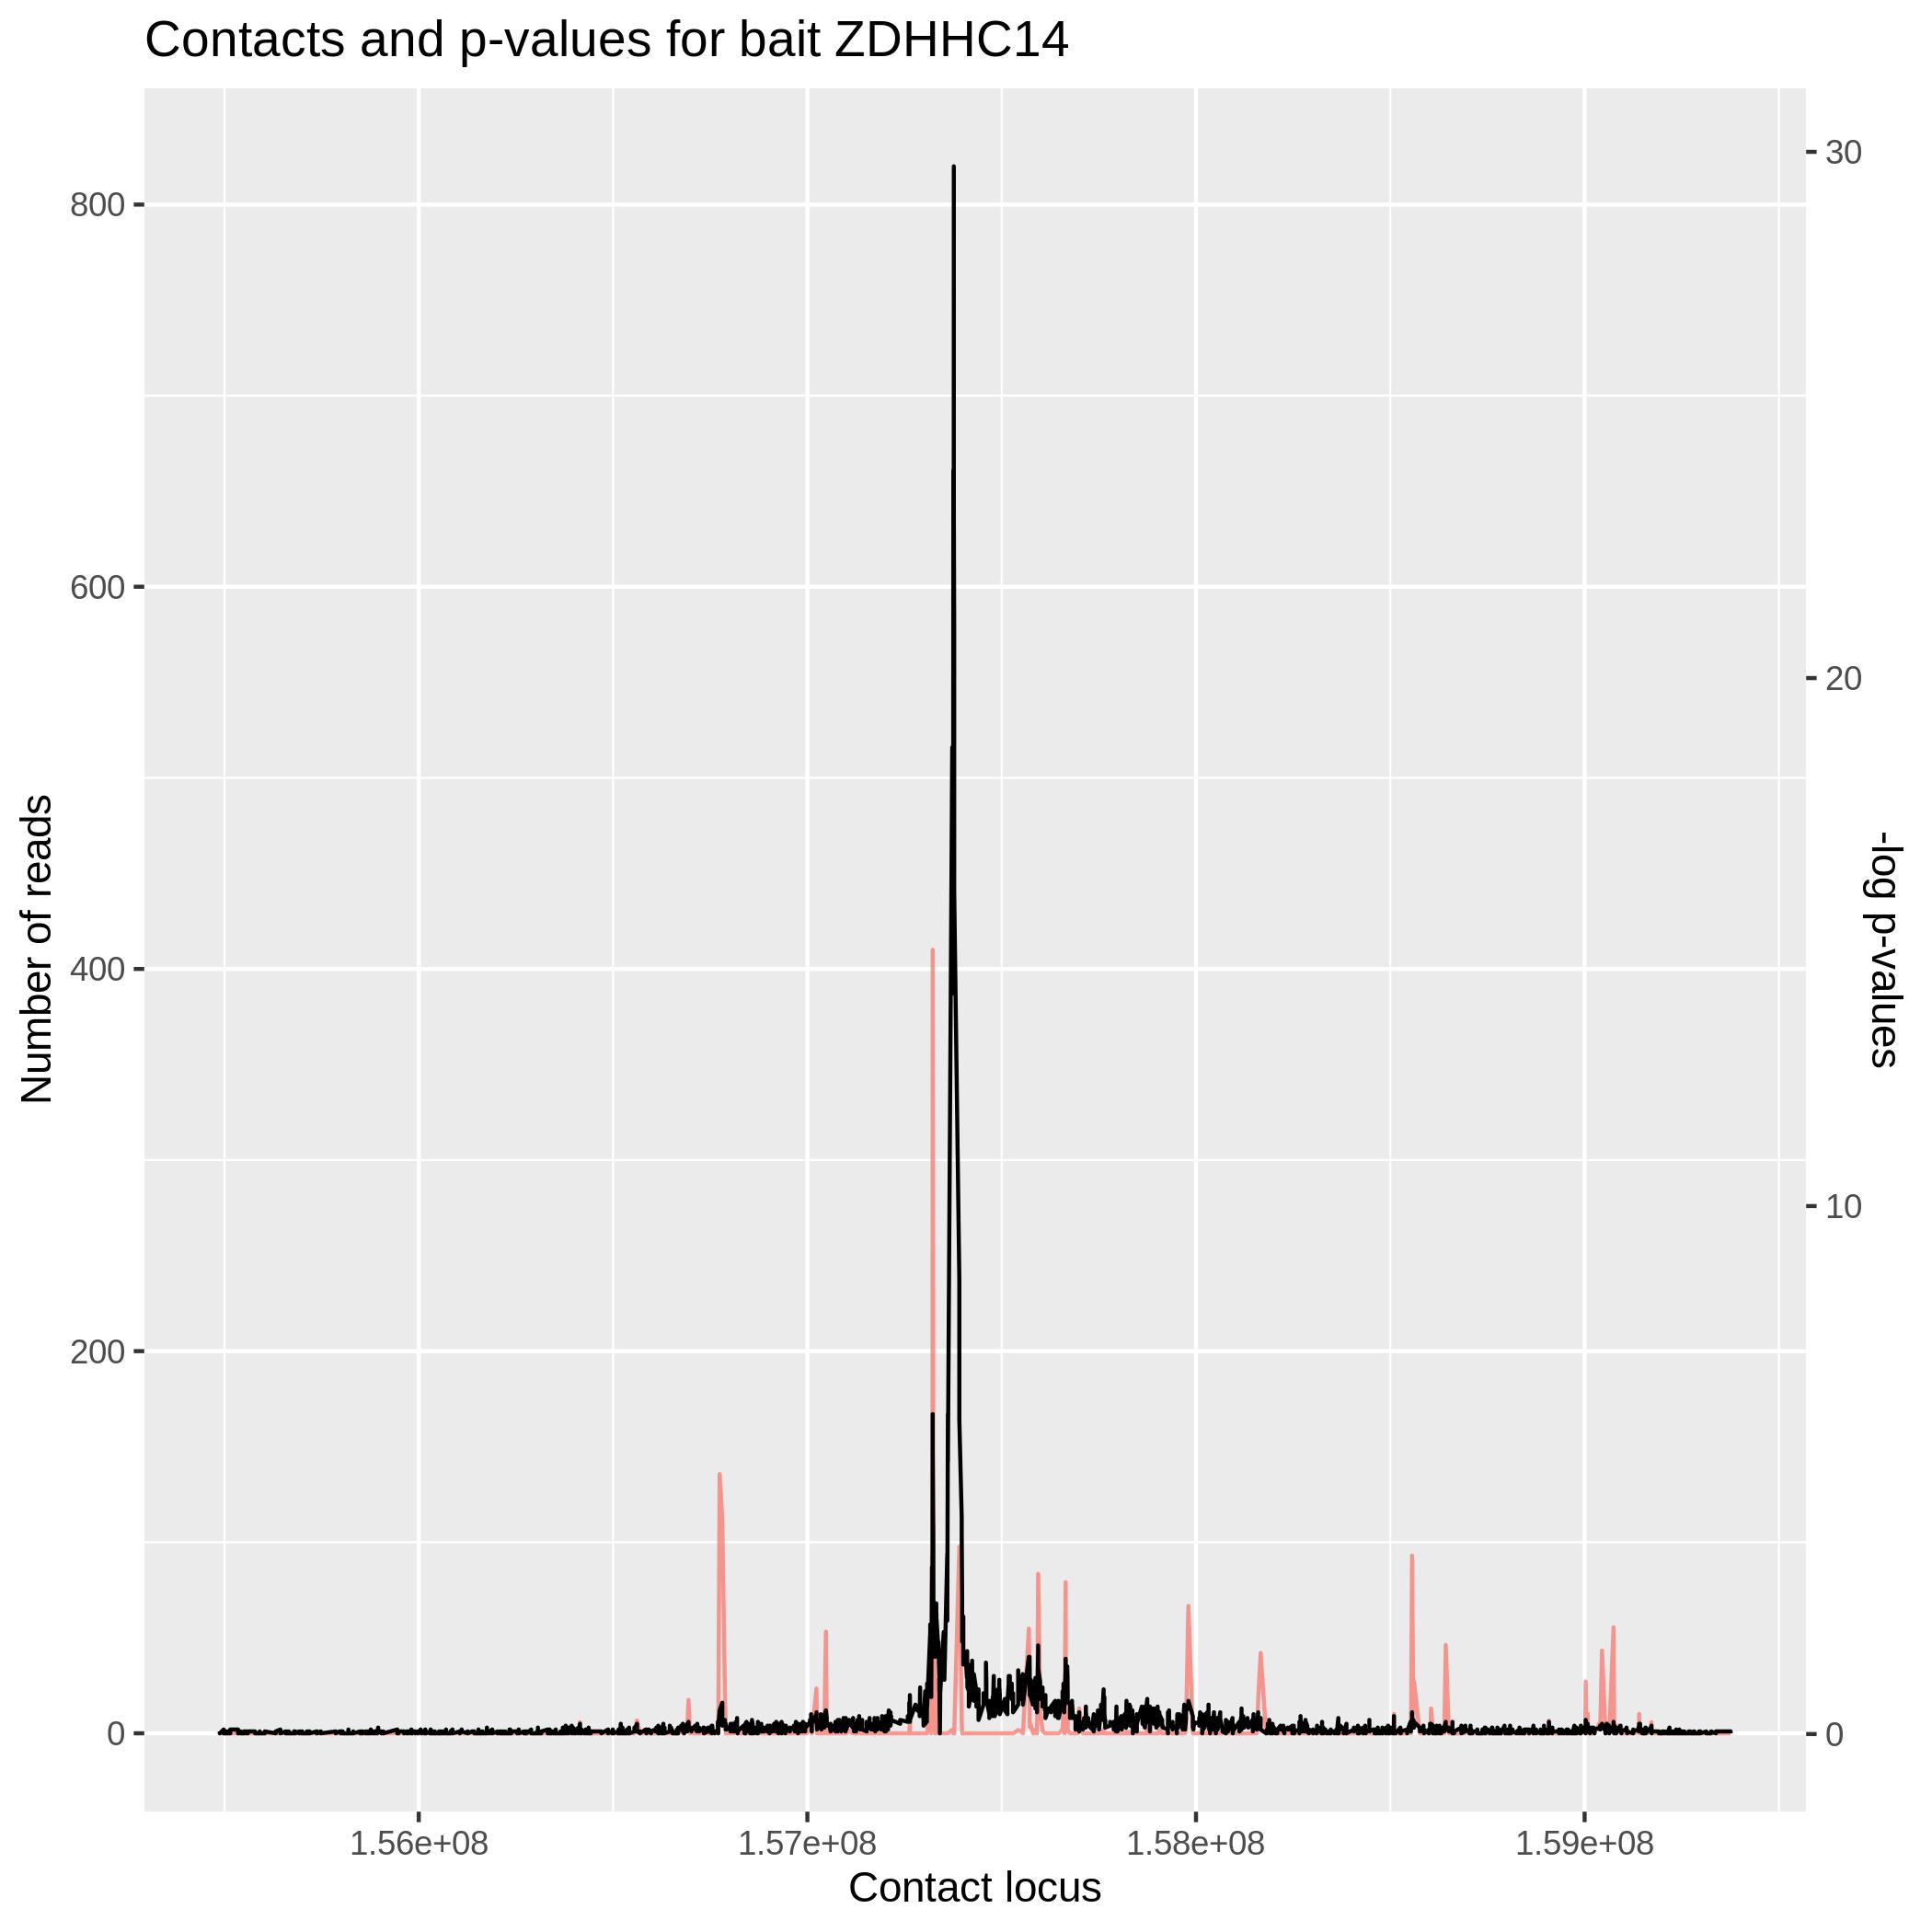 Contacts and p-values for bait ZDHHC14
800
600
400
200
0
30
20
10
0
Number of reads
-log p-values
1.56e+08
1.57e+08
1.58e+08
1.59e+08
Contact locus